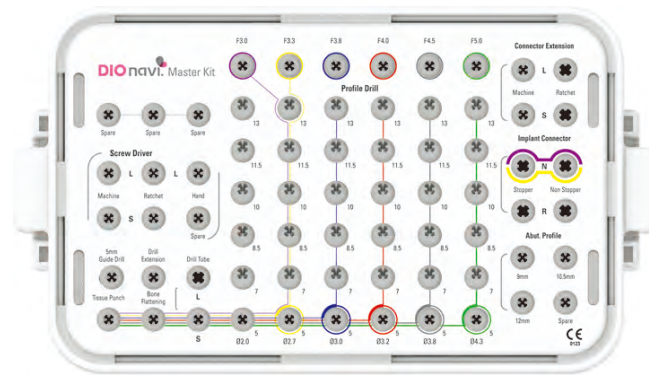 F3.0 F3.3 F3.8 F4.0 F4.5 F5.0
Connector Extension
DIO navi. Master Kit
Profile Drill
L
Machine Ratchet
S
Spare Spare Spare
13 13 13 13 13 13
Implant Connector
Screw Driver
11.5 11.5 11.5 11.5 11.5 11.5
L L
N
Machine Ratchet Hand
Stopper Non Stopper
10 10 10 10 10 10
S
R
Spare
8.5 8.5 8.5 8.5 8.5 8.5
Abut. Profile
5mm Guide Drill
Drill Extension
Drill Tube
9mm 10.5mm
Tissue Punch
Bone Flattening
L
7 7 7 7 7 7
12mm Spare
S
5 5 5 5 5 5
Ø2.0 Ø2.7 Ø3.0 Ø3.2 Ø3.8 Ø4.3
CE
0123